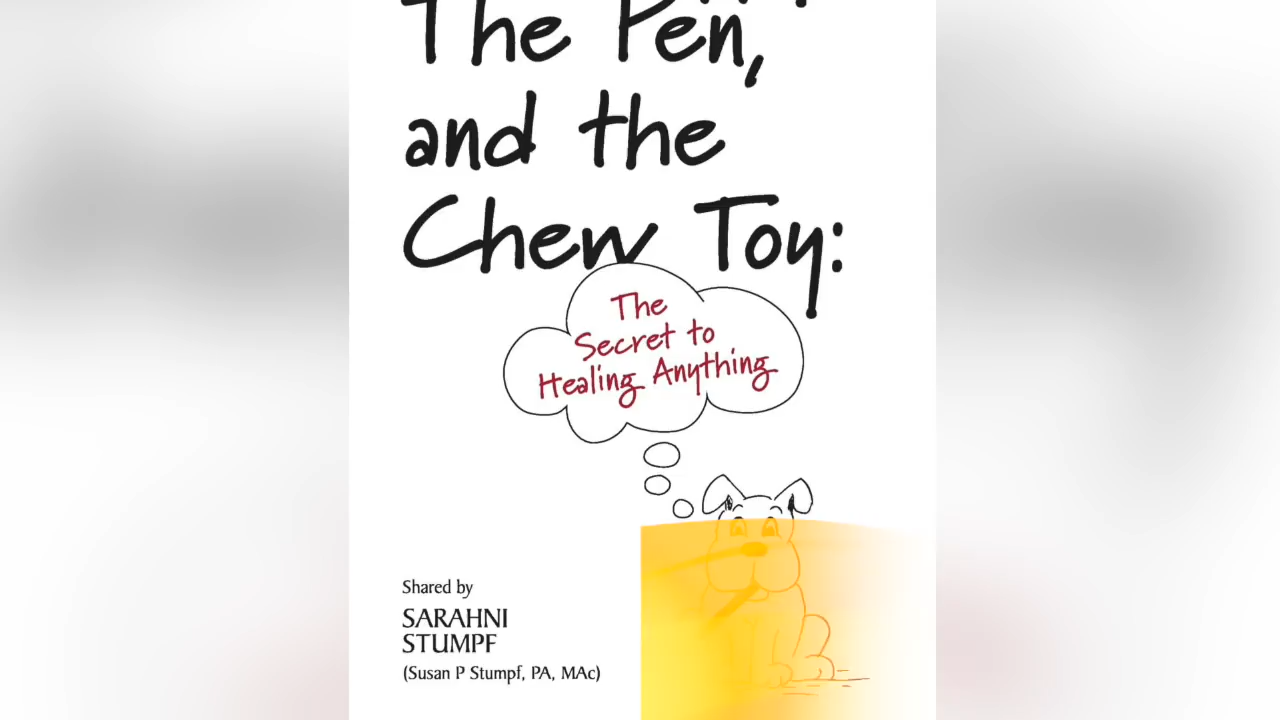 The Pen,
and the
Chew Toy:
The
Secret to
Healing Anything
Shared by
SARAHNI
STUMPF
(Susan P Stumpf, PA, MAc)